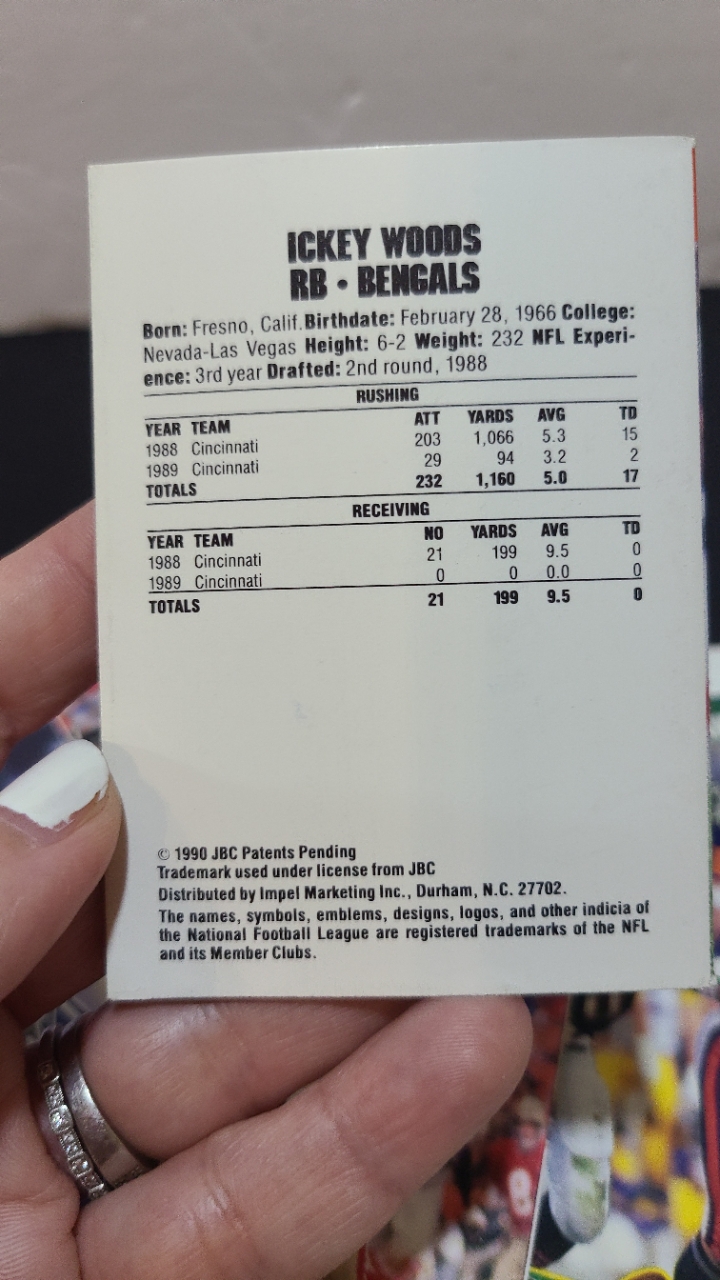 ICKEY WOODS
RB • BENGALS
Born: Fresno, Calif. Birthdate: February 28, 1966 College:
Nevada-Las Vegas Height: 6-2 Weight: 232 NFL Experi-
ence: 3rd year Drafted: 2nd round, 1988
RUSHING
YEAR TEAM ATT YARDS AVG TD
1988 Cincinnati 203 1,066 5.3 15
1989 Cincinnati 29 94 3.2 2
TOTALS 232 1,160 5.0 17
RECEIVING
YEAR TEAM NO YARDS AVG TD
1988 Cincinnati 21 199 9.5 0
1989 Cincinnati 0 0 0.0 0
TOTALS 21 199 9.5 0
© 1990 JBC Patents Pending
Trademark used under license from JBC
Distributed by Impel Marketing Inc., Durham, N.C. 27702.
The names, symbols, emblems, designs, logos, and other indicia of
the National Football League are registered trademarks of the NFL
and its Member Clubs.
8